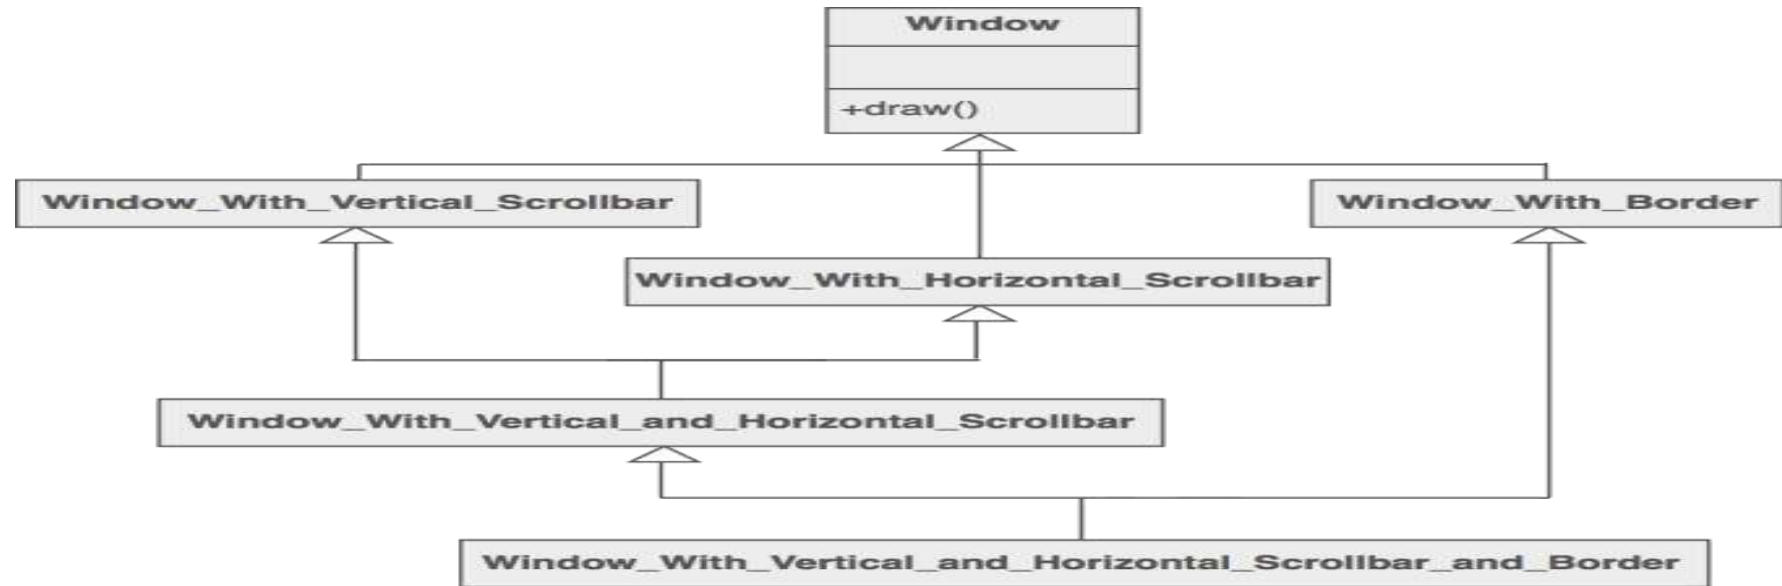 Window
+draw()
Window_With_Vertical_Scrollbar
Window_With_Border
Window_With_Horizontal_Scrollbar
Window_With_Vertical_and_Horizontal_Scrollbar
Window_With_Vertical_and_Horizontal_Scrollbar_and_Border